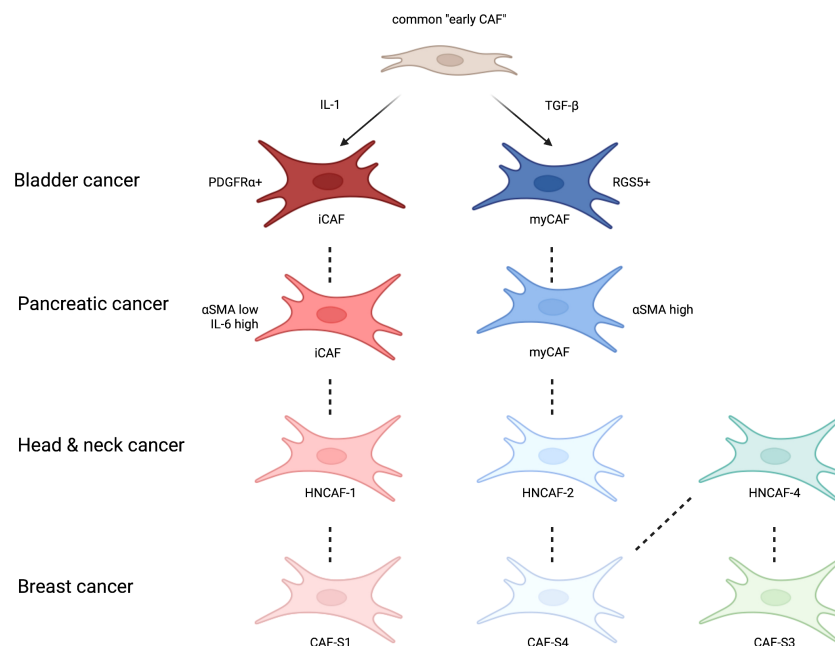 common "early CAF"
IL-1
TGF-β
Bladder cancer
PDGFRα+
RGS5+
iCAF
myCAF
Pancreatic cancer
αSMA low
IL-6 high
αSMA high
iCAF
myCAF
Head & neck cancer
HNCAF-1
HNCAF-2
HNCAF-4
Breast cancer
CAF-S1
CAF-S4
CAF-S3